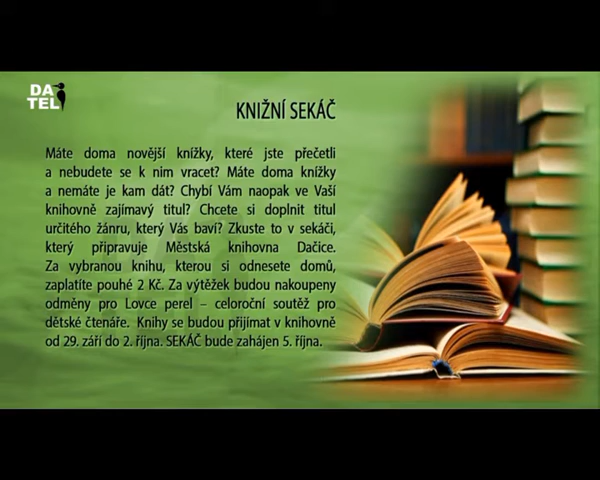 DA
TEL
KNIŽNÍ SEKÁČ
Máte doma novější knížky, které jste přečetli
a nebudete se k nim vracet? Máte doma knížky
a nemáte je kam dát? Chybí Vám naopak ve Vaší
knihovně zajímavý titul? Chcete si doplnit titul
určitého žánru, který Vás baví? Zkuste to v sekáči,
který připravuje Městská knihovna Dačice.
Za vybranou knihu, kterou si odnesete domů,
zaplatíte pouhé 2 Kč. Za výtěžek budou nakoupeny
odměny pro Lovce perel – celoroční soutěž pro
dětské čtenáře. Knihy se budou přijímat v knihovně
od 29. září do 2. října. SEKÁČ bude zahájen 5. října.